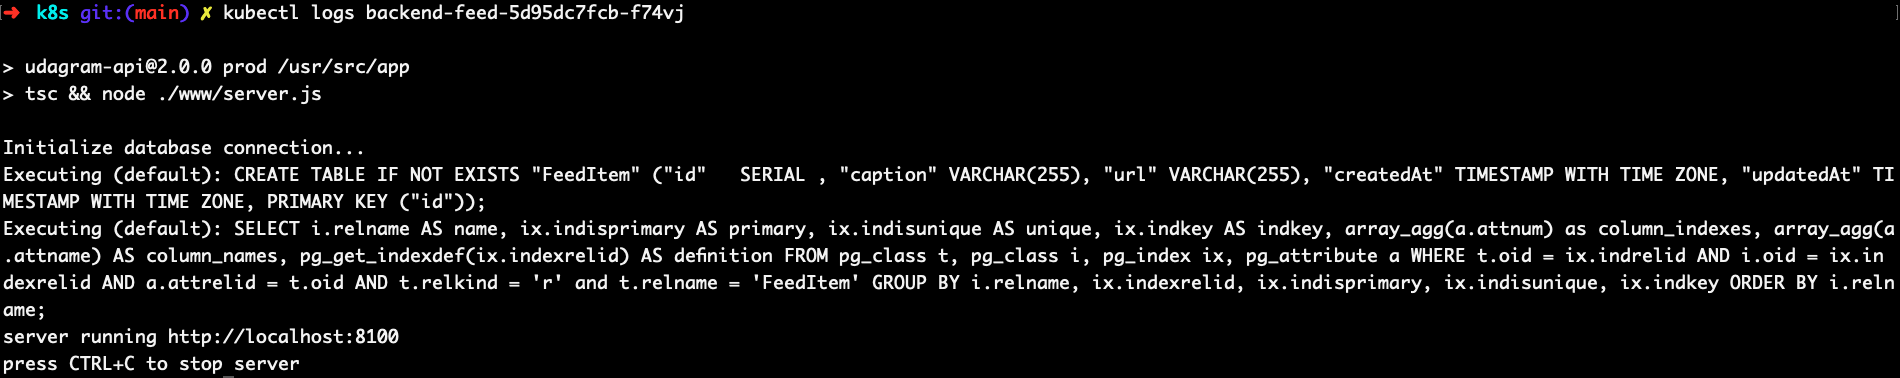 ➜ k8s git:(main) ✗ kubectl logs backend-feed-5d95dc7fcb-f74vj
> udagram-api@2.0.0 prod /usr/src/app
> tsc && node ./www/server.js
Initialize database connection...
Executing (default): CREATE TABLE IF NOT EXISTS "FeedItem" ("id"   SERIAL , "caption" VARCHAR(255), "url" VARCHAR(255), "createdAt" TIMESTAMP WITH TIME ZONE, "updatedAt" TI
MESTAMP WITH TIME ZONE, PRIMARY KEY ("id"));
Executing (default): SELECT i.relname AS name, ix.indisprimary AS primary, ix.indisunique AS unique, ix.indkey AS indkey, array_agg(a.attnum) as column_indexes, array_agg(a
.attname) AS column_names, pg_get_indexdef(ix.indexrelid) AS definition FROM pg_class t, pg_class i, pg_index ix, pg_attribute a WHERE t.oid = ix.indrelid AND i.oid = ix.in
dexrelid AND a.attrelid = t.oid AND t.relkind = 'r' and t.relname = 'FeedItem' GROUP BY i.relname, ix.indexrelid, ix.indisprimary, ix.indisunique, ix.indkey ORDER BY i.reln
ame;
server running http://localhost:8100
press CTRL+C to stop server